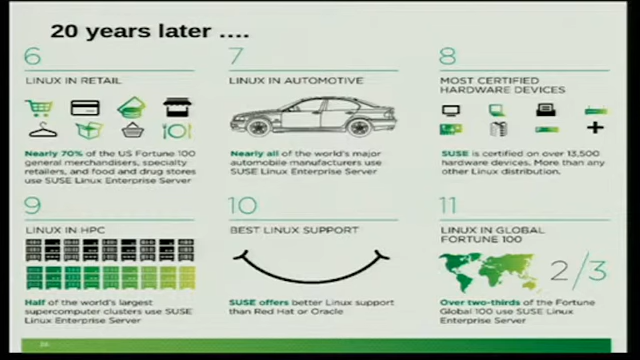 20 years later ....
6
LINUX IN RETAIL
Nearly 70% of the US Fortune 100
general merchandisers, specialty
retailers, and food and drug stores
use SUSE Linux Enterprise Server
7
LINUX IN AUTOMOTIVE
Nearly all of the world's major
automobile manufacturers use
SUSE Linux Enterprise Server
8
MOST CERTIFIED
HARDWARE DEVICES
SUSE is certified on over 13,500
hardware devices. More than any
other Linux distribution.
9
LINUX IN HPC
Half of the world's largest
supercomputer clusters use SUSE
Linux Enterprise Server
10
BEST LINUX SUPPORT
SUSE offers better Linux support
than Red Hat or Oracle
11
LINUX IN GLOBAL
FORTUNE 100
2/3
Over two-thirds of the Fortune
Global 100 use SUSE Linux
Enterprise Server